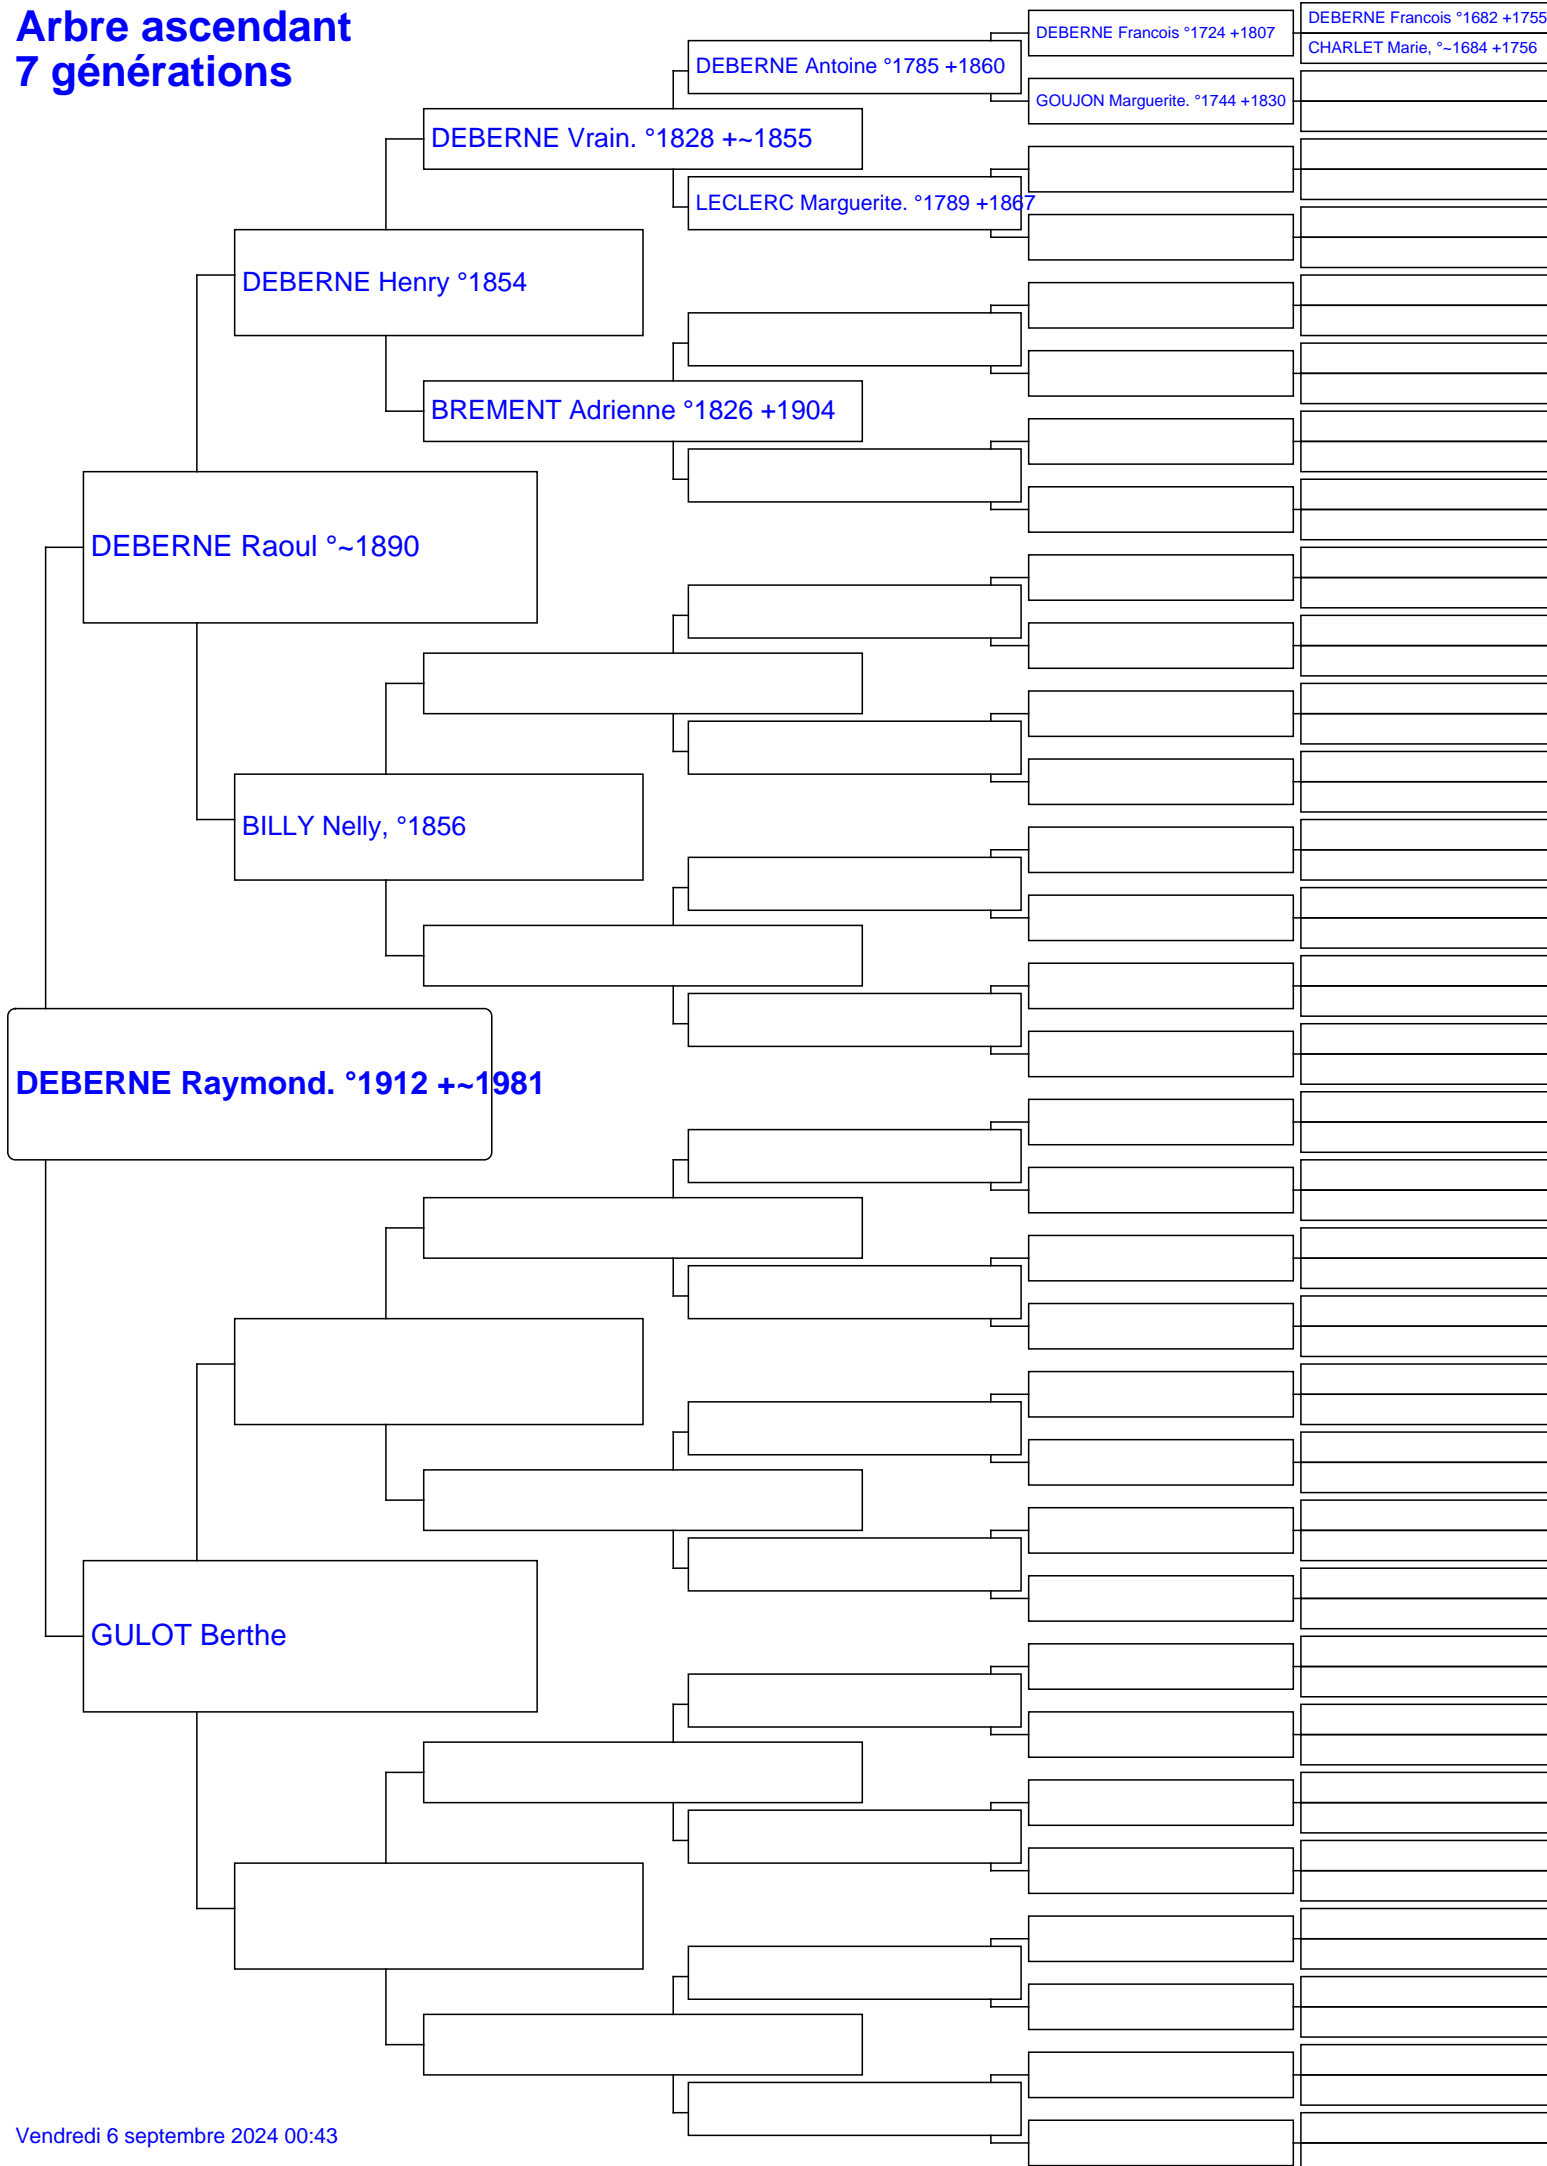 Arbre ascendant
7 générations
DEBERNE Francois °1682 +1755
DEBERNE Francois °1724 +1807
CHARLET Marie, °~1684 +1756
DEBERNE Antoine °1785 +1860
GOUJON Marguerite. °1744 +1830
DEBERNE Vrain. °1828 +~1855
LECLERC Marguerite. °1789 +1867
DEBERNE Henry °1854
BREMENT Adrienne °1826 +1904
DEBERNE Raoul °~1890
BILLY Nelly, °1856
DEBERNE Raymond. °1912 +~1981
GULOT Berthe
Vendredi 6 septembre 2024 00:43